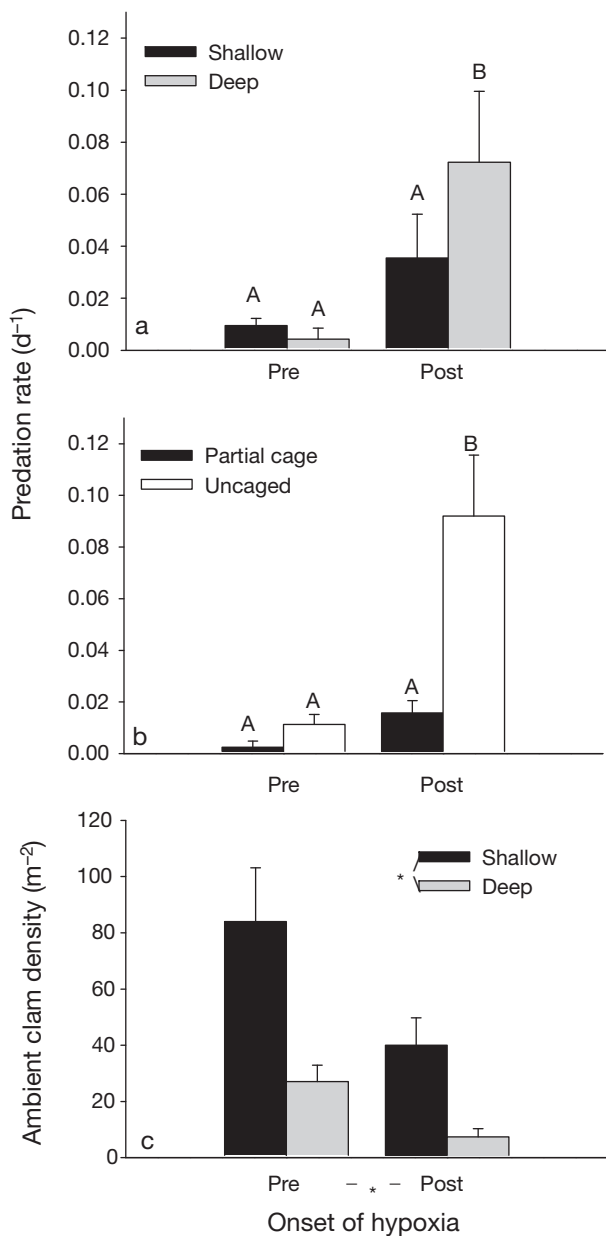 Predation rate (d⁻¹)
0.12
0.10
0.08
0.06
0.04
0.02
0.00
Shallow
Deep
A
A
A
B
a
Pre
Post
0.12
0.10
0.08
0.06
0.04
0.02
0.00
Partial cage
Uncaged
A
A
A
B
b
Pre
Post
Ambient clam density (m⁻²)
120
100
80
60
40
20
0
* Shallow
Deep
c
Pre – * – Post
Onset of hypoxia